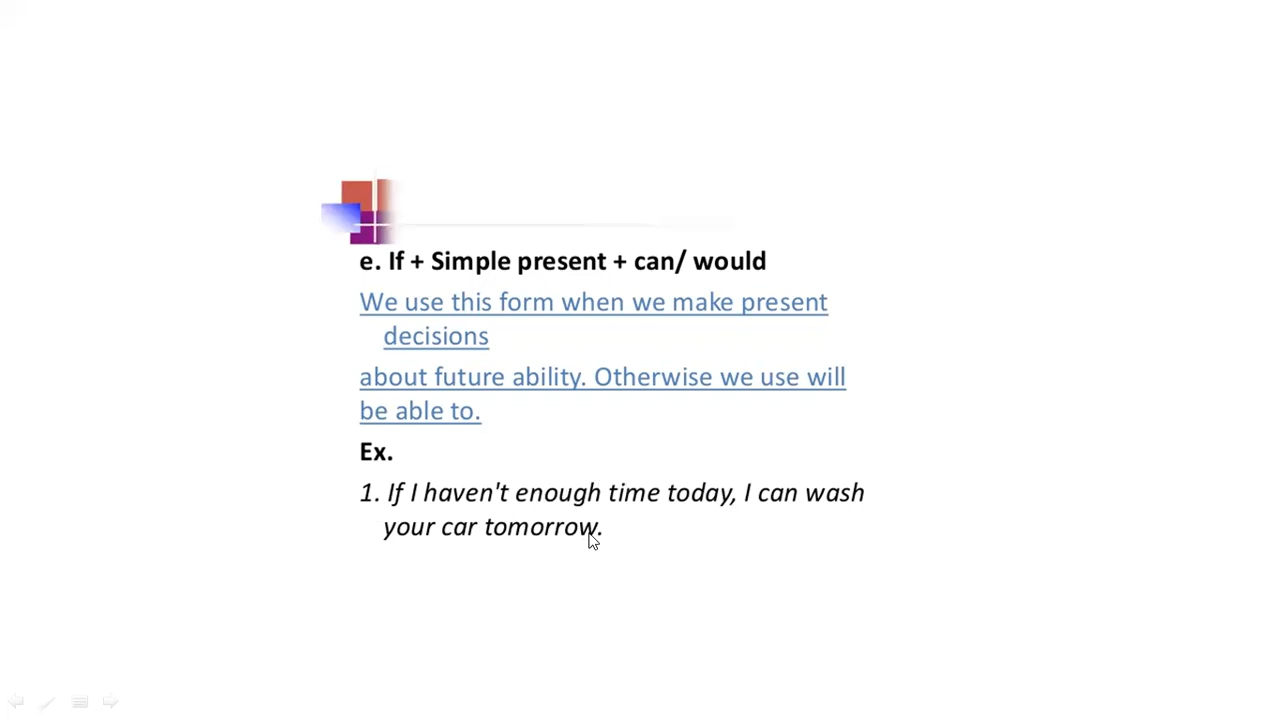 e. If + Simple present + can/ would
We use this form when we make present
decisions
about future ability. Otherwise we use will
be able to.
Ex.
1. If I haven't enough time today, I can wash
your car tomorrow.